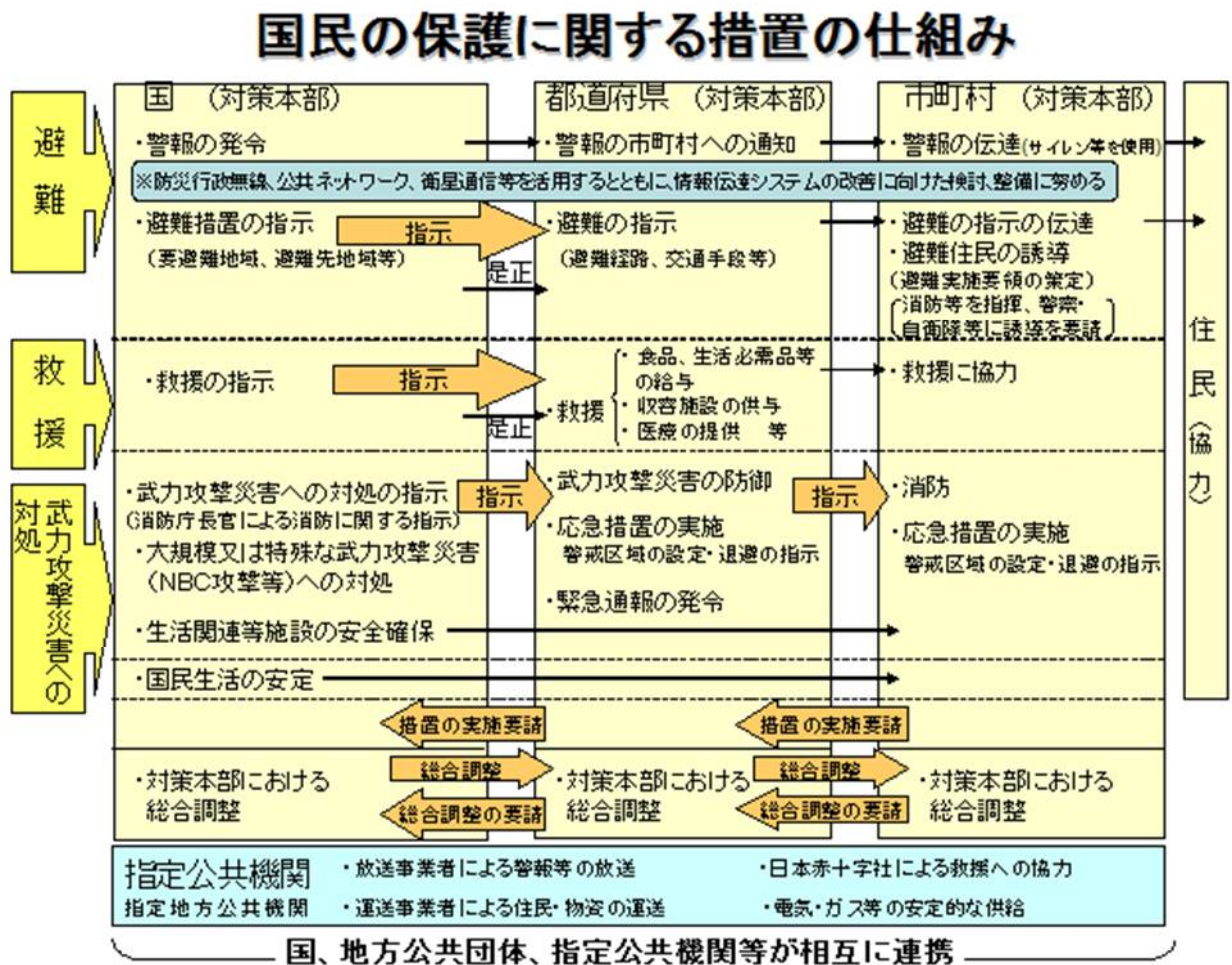 国民の保護に関する措置の仕組み
国 (対策本部)
都道府県 (対策本部)
市町村 (対策本部)
避難
・警報の発令
・警報の市町村への通知
・警報の伝達(サイレン等を使用)
※防災行政無線、公共ネットワーク、衛星通信等を活用するとともに、情報伝達システムの改善に向けた検討、整備に努める
・避難措置の指示
(要避難地域、避難先地域等)
指示
是正
・避難の指示
(避難経路、交通手段等)
・避難の指示の伝達
・避難住民の誘導
(避難実施要領の策定)
消防等を指揮、警察・
自衛隊等に誘導を要請
住民(協力)
救援
・救援の指示
指示
是正
・救援
・食品、生活必需品等
の給与
・収容施設の供与
・医療の提供 等
・救援に協力
武力攻撃災害への
対処
・武力攻撃災害への対処の指示
(消防庁長官による消防に関する指示)
・大規模又は特殊な武力攻撃災害
(NBC攻撃等)への対処
指示
・武力攻撃災害の防御
・応急措置の実施
警戒区域の設定・退避の指示
・緊急通報の発令
指示
・消防
・応急措置の実施
警戒区域の設定・退避の指示
・生活関連等施設の安全確保
・国民生活の安定
措置の実施要請
措置の実施要請
・対策本部における
総合調整
総合調整
総合調整の要請
・対策本部における
総合調整
総合調整
総合調整の要請
・対策本部における
総合調整
指定公共機関
指定地方公共機関
・放送事業者による警報等の放送
・日本赤十字社による救援への協力
・運送事業者による住民・物資の運送
・電気・ガス等の安定的な供給
国、地方公共団体、指定公共機関等が相互に連携